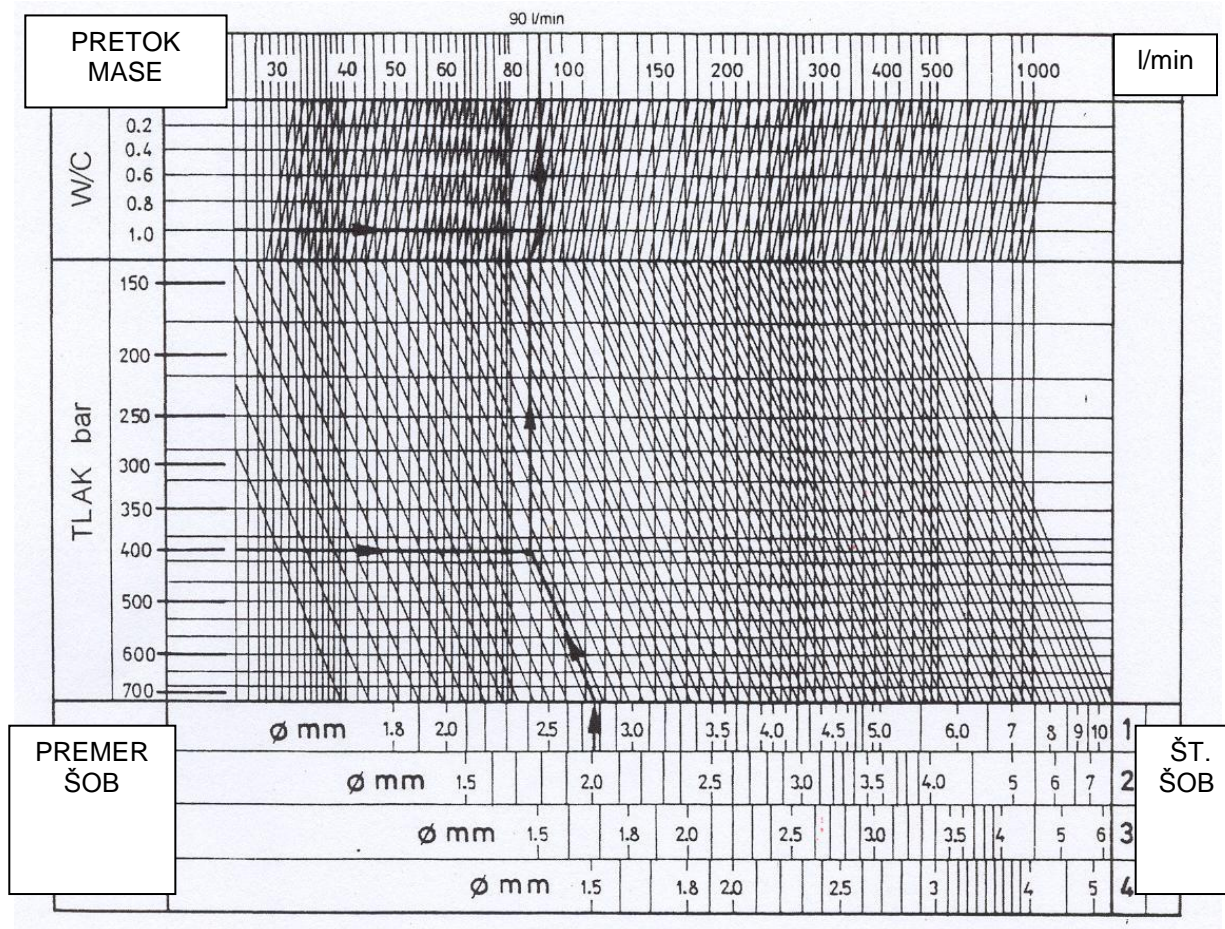 90 l/min
PRETOK
MASE
30 40 50 60 80 100 150 200 300 400 500 1000
l/min
W/C
0.2
0.4
0.6
0.8
1.0
TLAK bar
150
200
250
300
350
400
500
600
700
PREMER
ŠOB
ø mm 1.8 2.0 2.5 3.0 3.5 4.0 4.5 5.0 6.0 7 8 9 10 1
ø mm 1.5 2.0 2.5 3.0 3.5 4.0 5 6 7 2
ø mm 1.5 1.8 2.0 2.5 3.0 3.5 4 5 6 3
ø mm 1.5 1.8 2.0 2.5 3 4 5 4
ŠT.
ŠOB